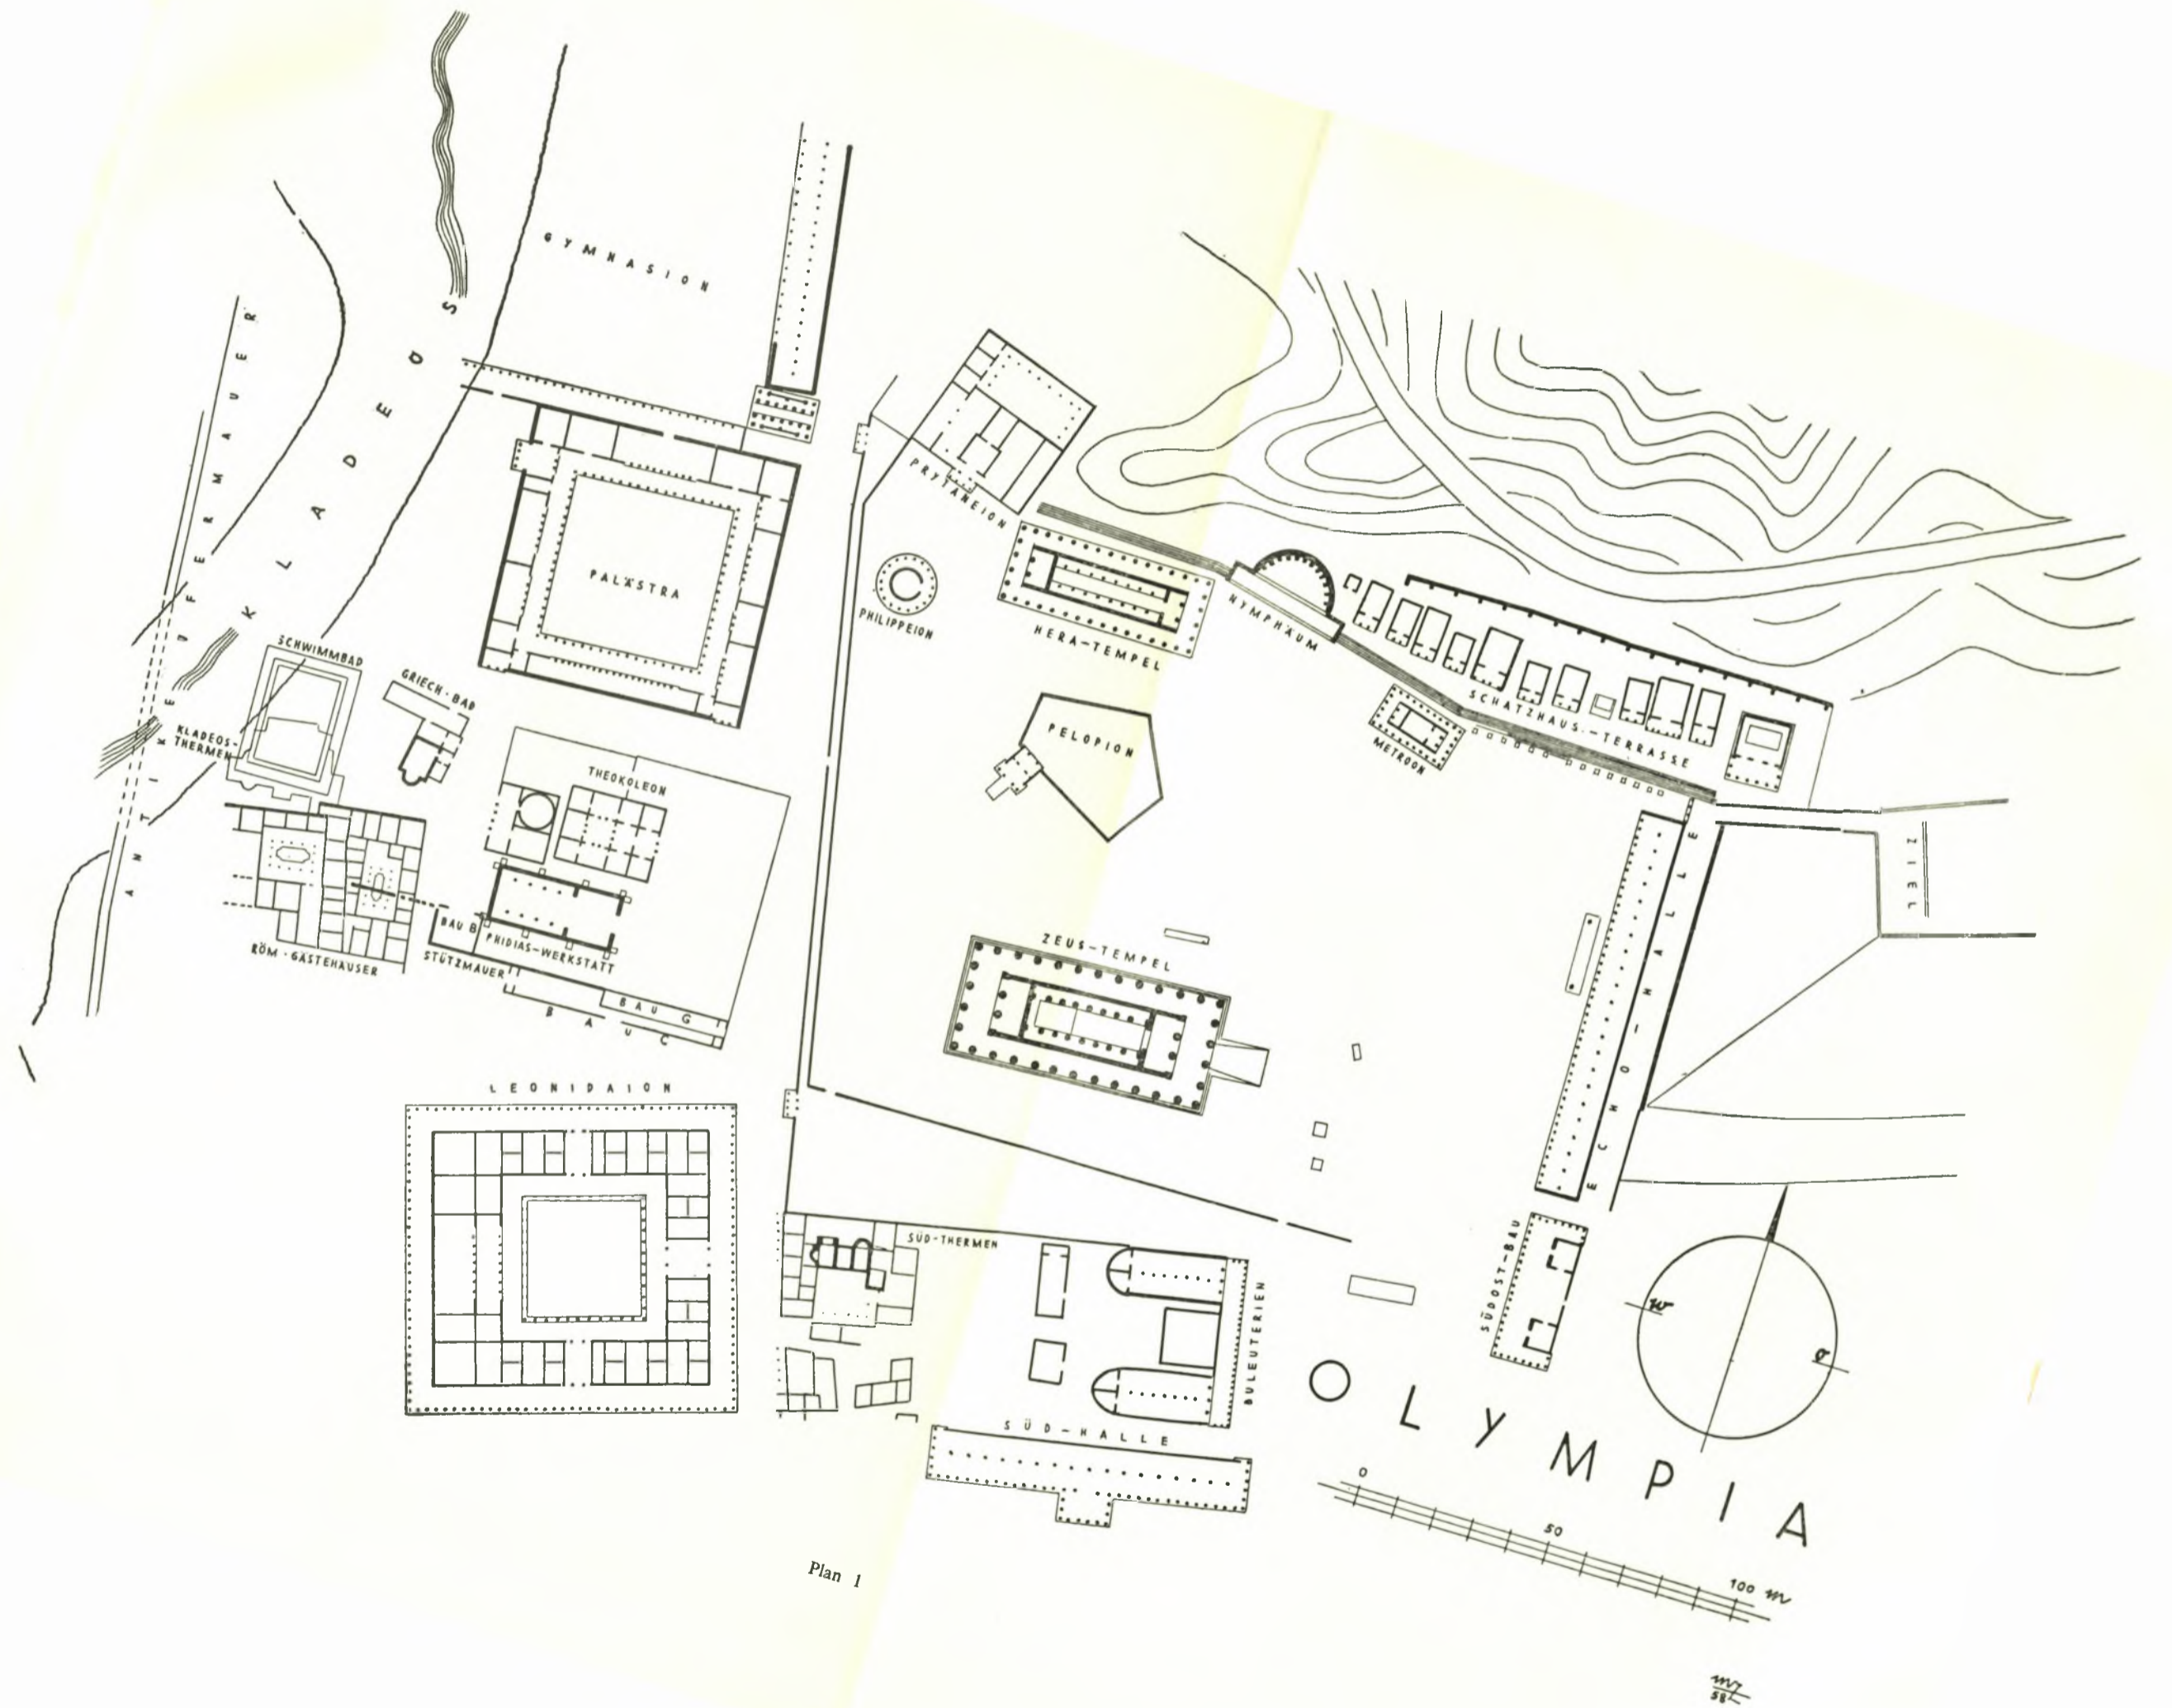 GYMNASION
KLADEOS
ANTIKE UFERMAUER
PRYTANEION
PALÄSTRA
PHILIPPEION
HERA-TEMPEL
NYMPHÄUM
SCHWIMMBAD
GRIECH-BAD
KLADEOS-
THERMEN
SCHATZHAUS-TERRASSE
PELOPION
METROON
THEOKOLEON
ZIEL
BAU B
PHIDIAS-WERKSTATT
STÜTZMAUER
RÖM-GÄSTEHÄUSER
ZEUS-TEMPEL
ECHO-HALLE
BAU G
BAU C
LEONIDAION
SÜD-THERMEN
BULEUTERIEN
SÜDOST-BAU
W
O
SÜD-HALLE
OLYMPIA
0 50 100 m
Plan 1
58